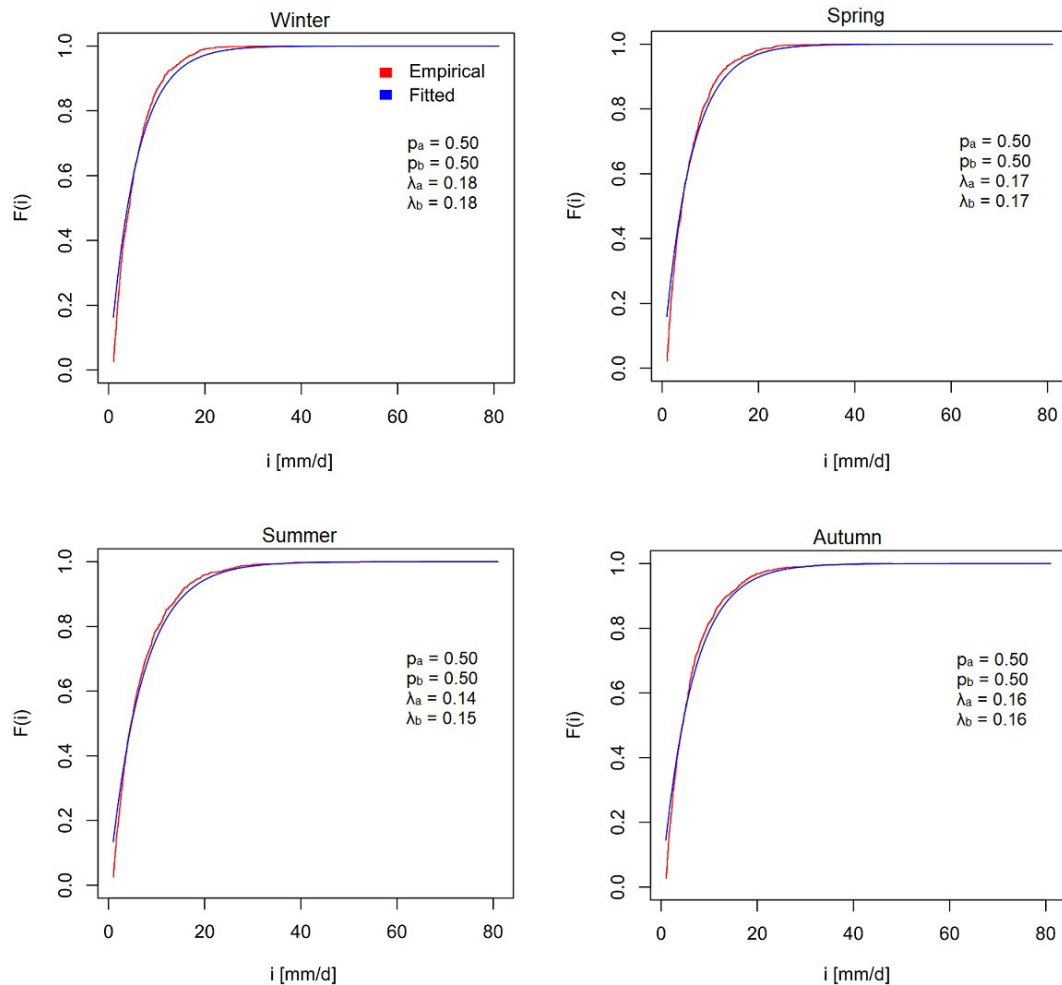 Winter
1.0
0.8
0.6
0.4
0.2
0.0
F(i)
Empirical
Fitted
pa = 0.50
pb = 0.50
λa = 0.18
λb = 0.18
0 20 40 60 80
i [mm/d]
Spring
1.0
0.8
0.6
0.4
0.2
0.0
F(i)
pa = 0.50
pb = 0.50
λa = 0.17
λb = 0.17
0 20 40 60 80
i [mm/d]
Summer
1.0
0.8
0.6
0.4
0.2
0.0
F(i)
pa = 0.50
pb = 0.50
λa = 0.14
λb = 0.15
0 20 40 60 80
i [mm/d]
Autumn
1.0
0.8
0.6
0.4
0.2
0.0
F(i)
pa = 0.50
pb = 0.50
λa = 0.16
λb = 0.16
0 20 40 60 80
i [mm/d]